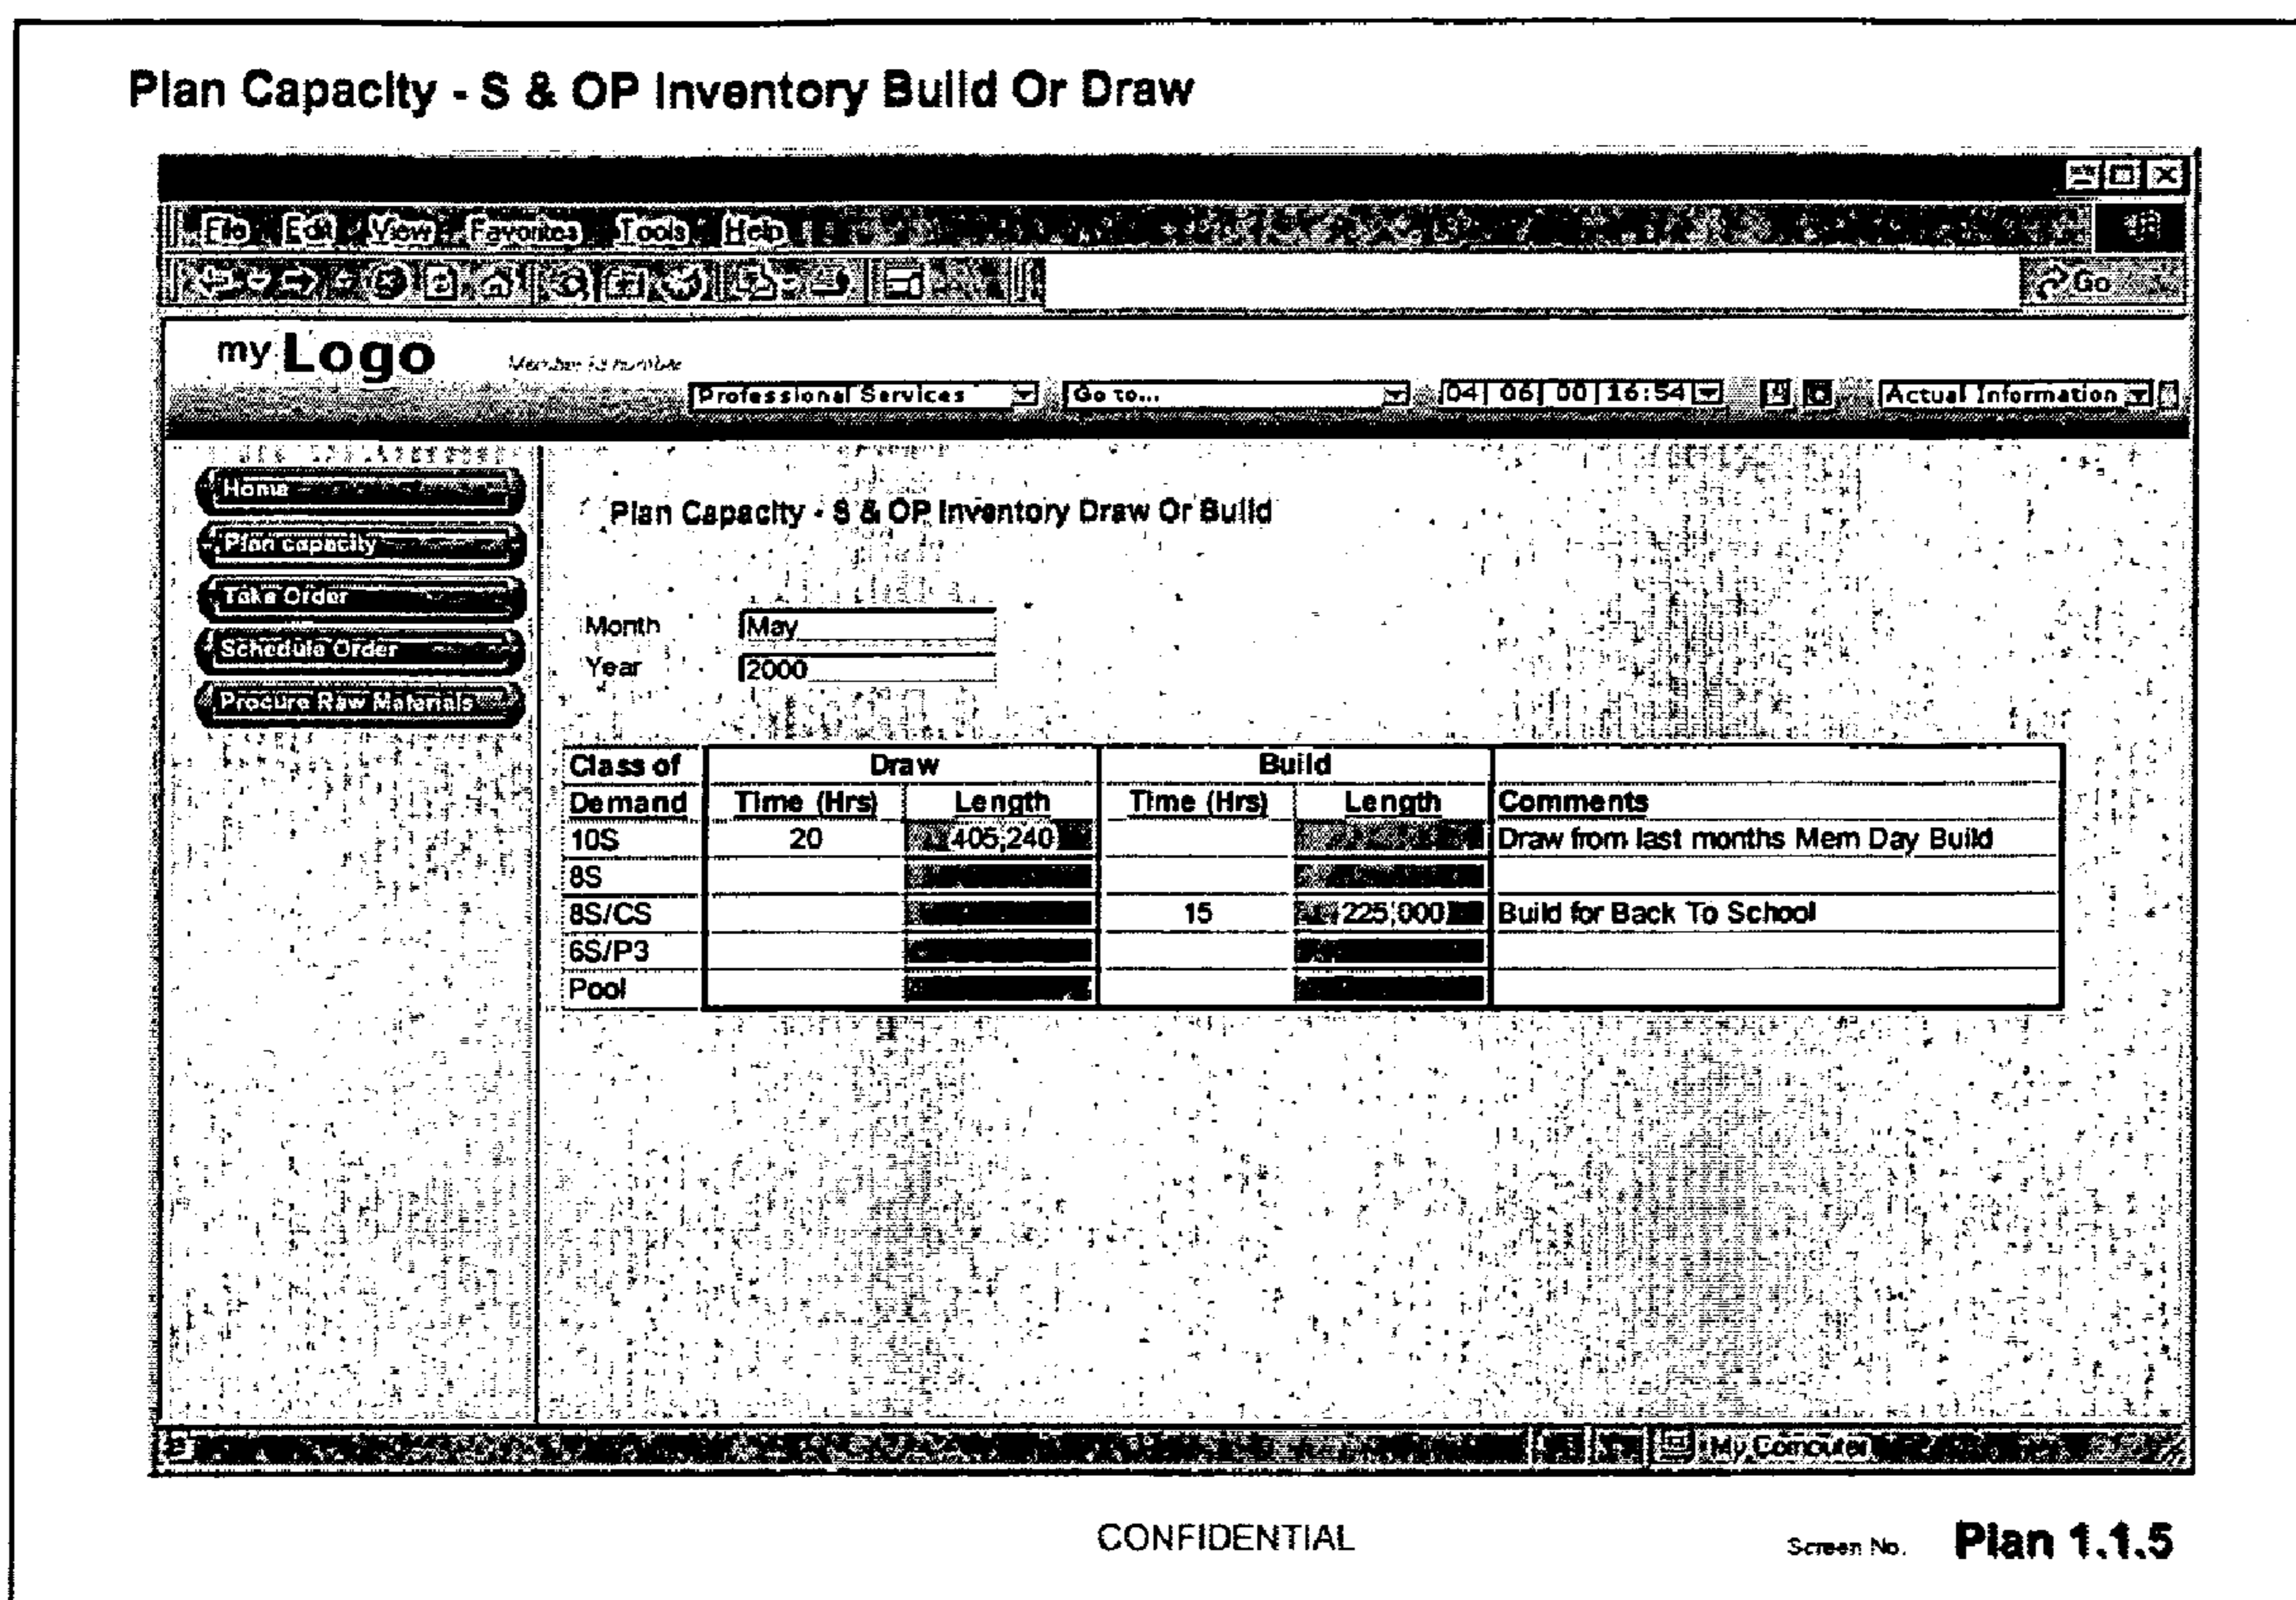 Plan Capacity - S & OP Inventory Build Or Draw
File Edit View Favorites Tools Help
Go
my Logo Member id number
Professional Services Go to... 04 06 00 16:54 Actual Information
Home
Plan capacity
Take Order
Schedule Order
Procure Raw Materials
Plan Capacity - S & OP Inventory Draw Or Build
Month May
Year 2000
Class of Draw Build
Demand Time (Hrs) Length Time (Hrs) Length Comments
10S 20 405,240 Draw from last months Mem Day Build
8S
8S/CS 15 225,000 Build for Back To School
6S/P3
Pool
My Computer
CONFIDENTIAL
Screen No. Plan 1.1.5